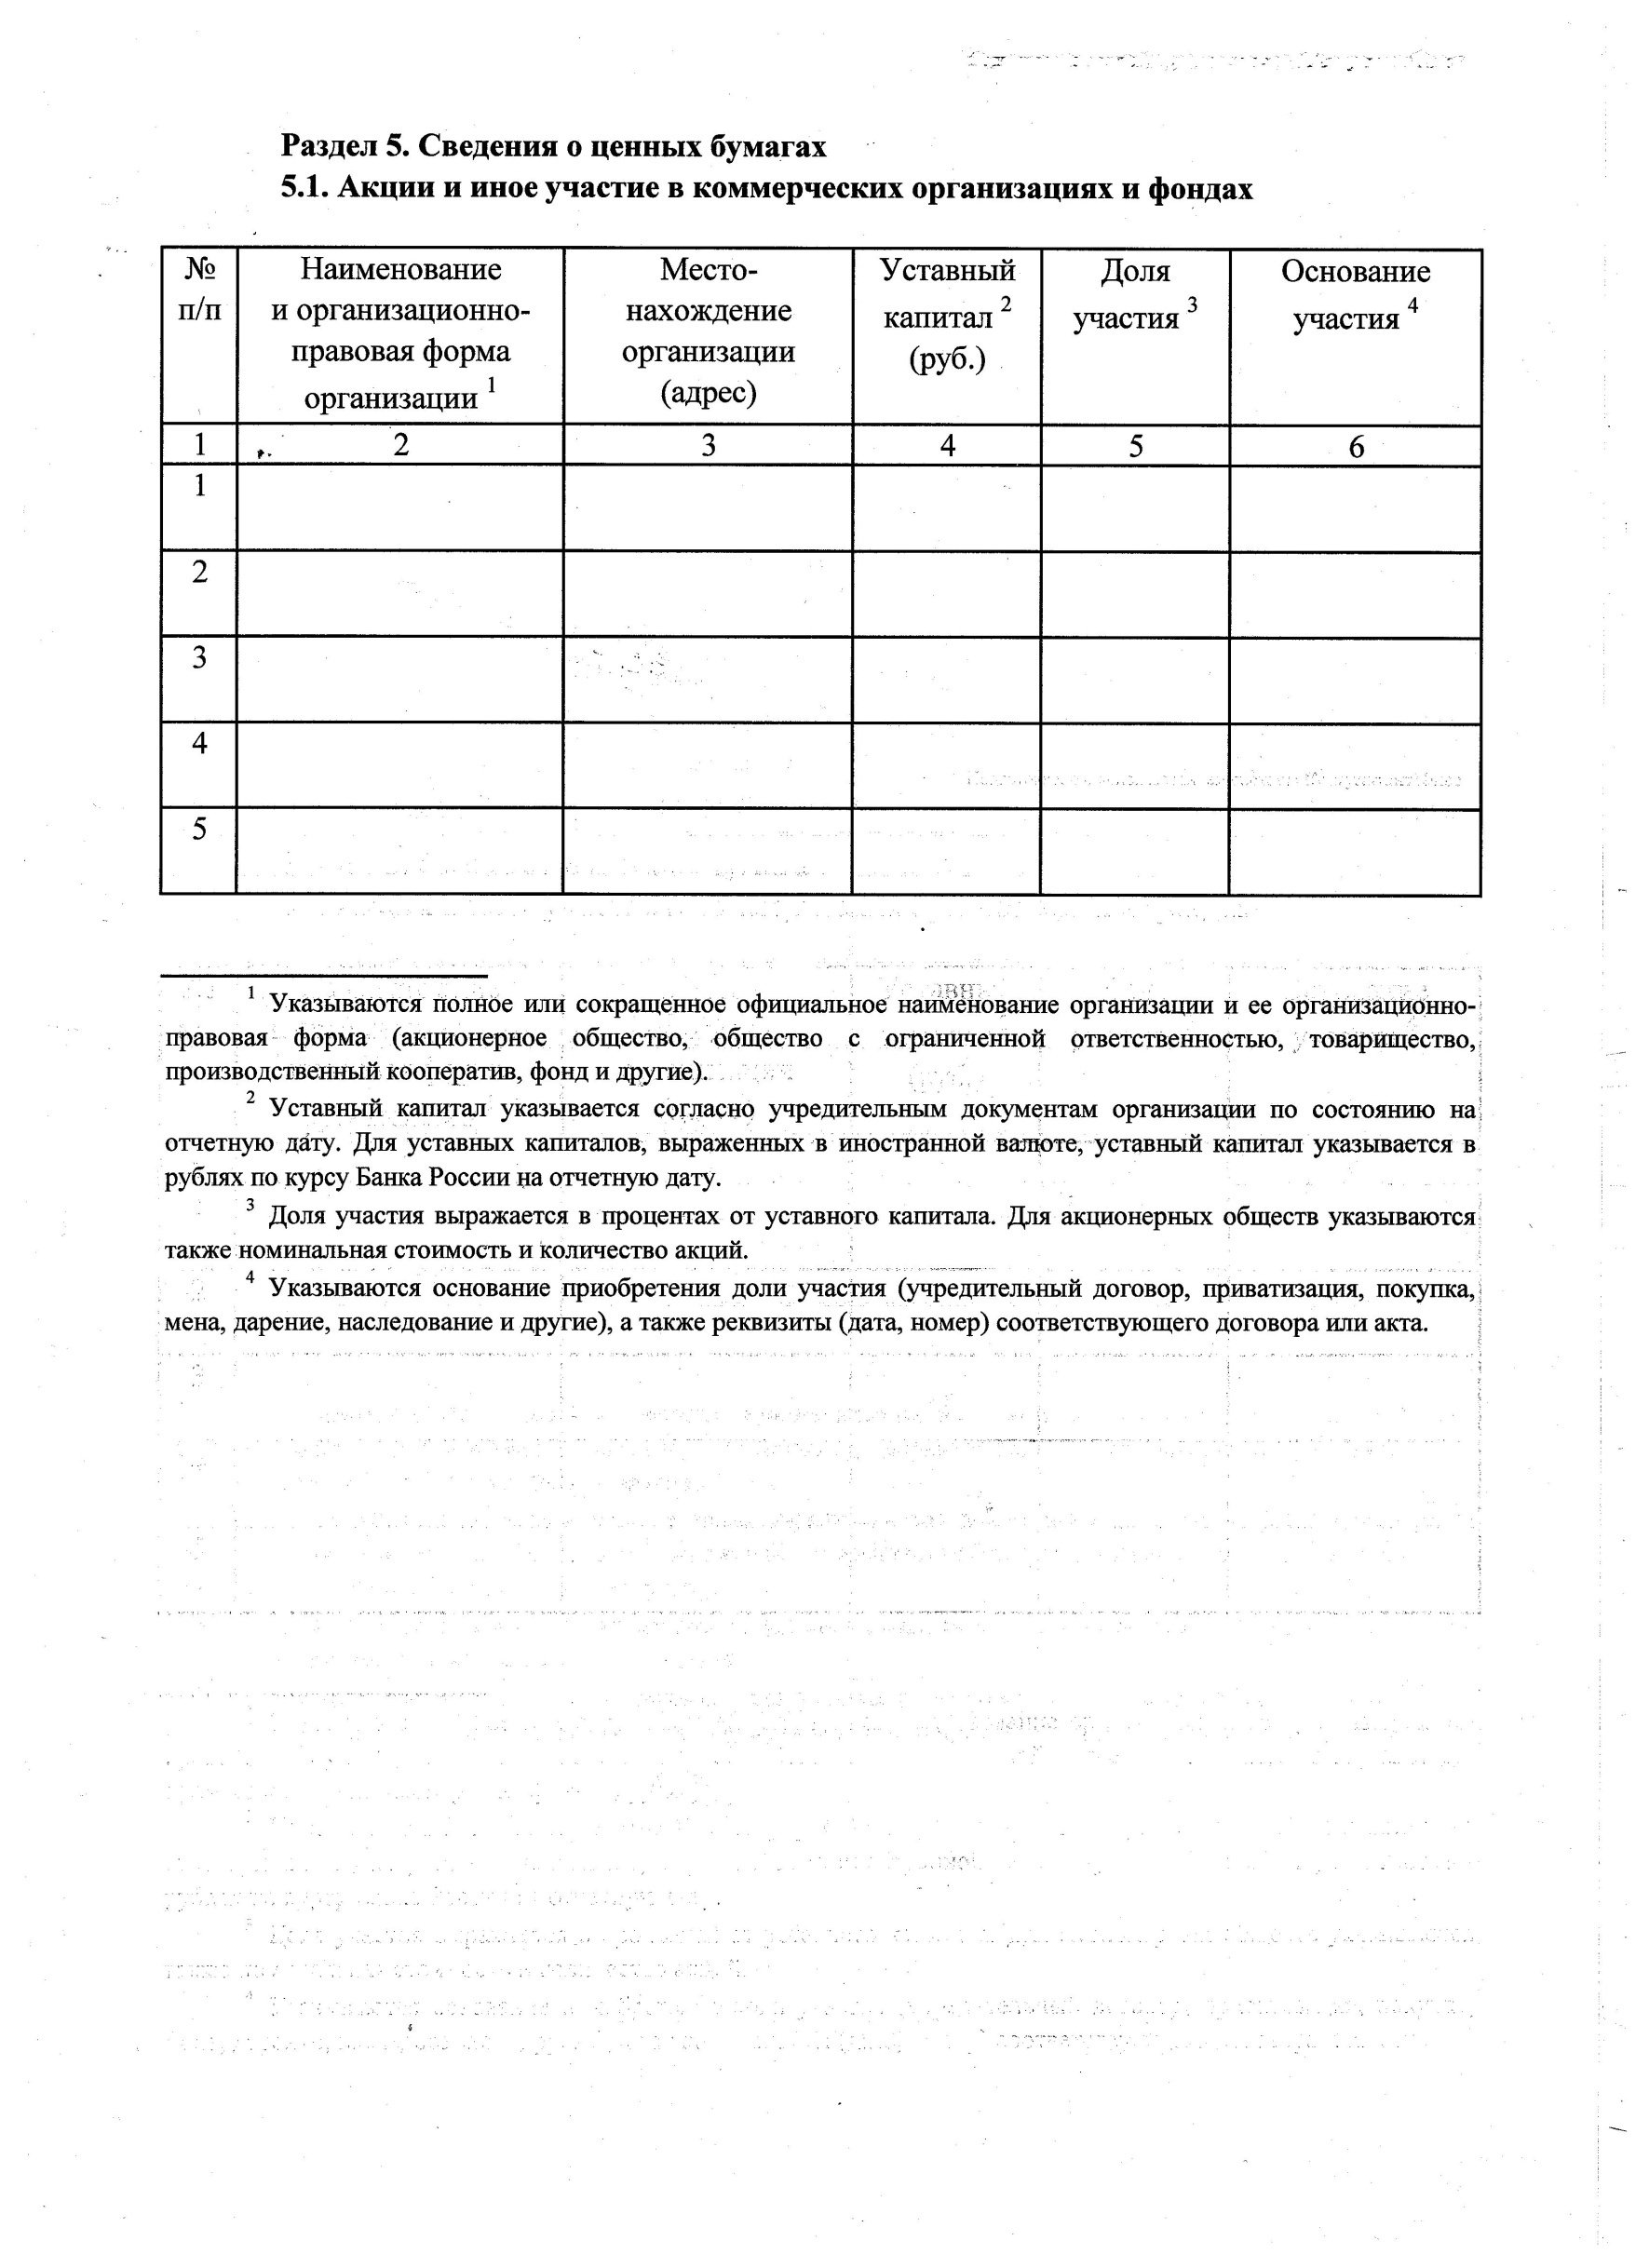 Раздел 5. Сведения о ценных бумагах
5.1. Акции и иное участие в коммерческих организациях и фондах
№
п/п
Наименование
и организационно-
правовая форма
организации 1
Место-
нахождение
организации
(адрес)
Уставный
капитал 2
(руб.)
Доля
участия 3
Основание
участия 4
1 2 3 4 5 6
1
2
3
4
5
1 Указываются полное или сокращенное официальное наименование организации и ее организационно-
правовая форма (акционерное общество, общество с ограниченной ответственностью, товарищество,
производственный кооператив, фонд и другие).
2 Уставный капитал указывается согласно учредительным документам организации по состоянию на
отчетную дату. Для уставных капиталов, выраженных в иностранной валюте, уставный капитал указывается в
рублях по курсу Банка России на отчетную дату.
3 Доля участия выражается в процентах от уставного капитала. Для акционерных обществ указываются
также номинальная стоимость и количество акций.
4 Указываются основание приобретения доли участия (учредительный договор, приватизация, покупка,
мена, дарение, наследование и другие), а также реквизиты (дата, номер) соответствующего договора или акта.